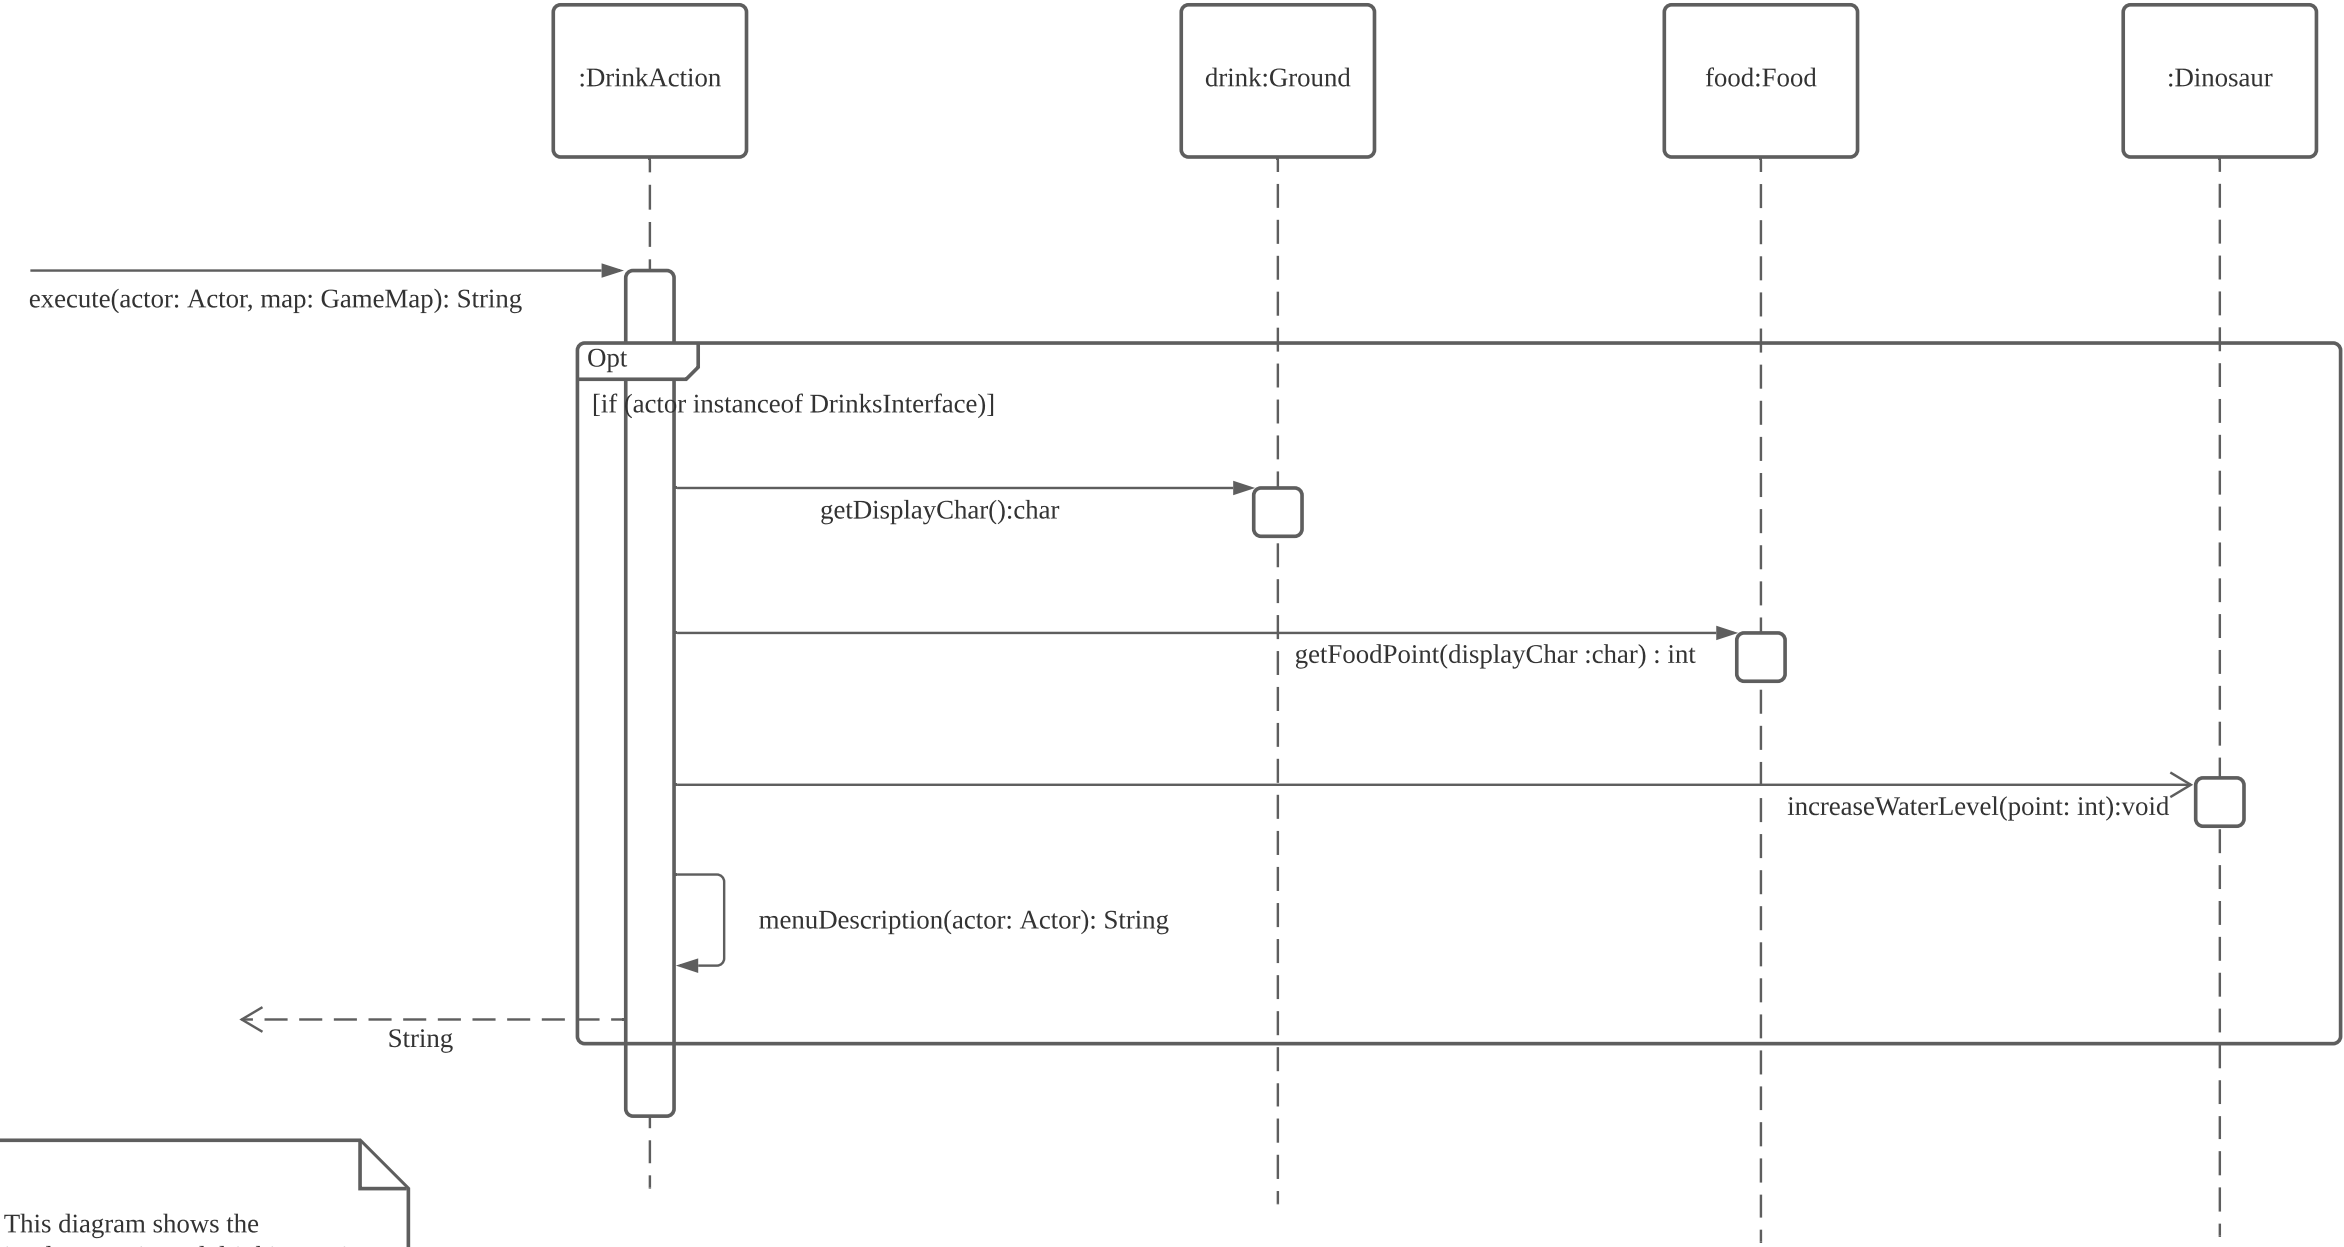 :DrinkAction
drink:Ground
food:Food
:Dinosaur
execute(actor: Actor, map: GameMap): String
Opt
[if (actor instanceof DrinksInterface)]
getDisplayChar():char
getFoodPoint(displayChar :char) : int
increaseWaterLevel(point: int):void
menuDescription(actor: Actor): String
String
This diagram shows the